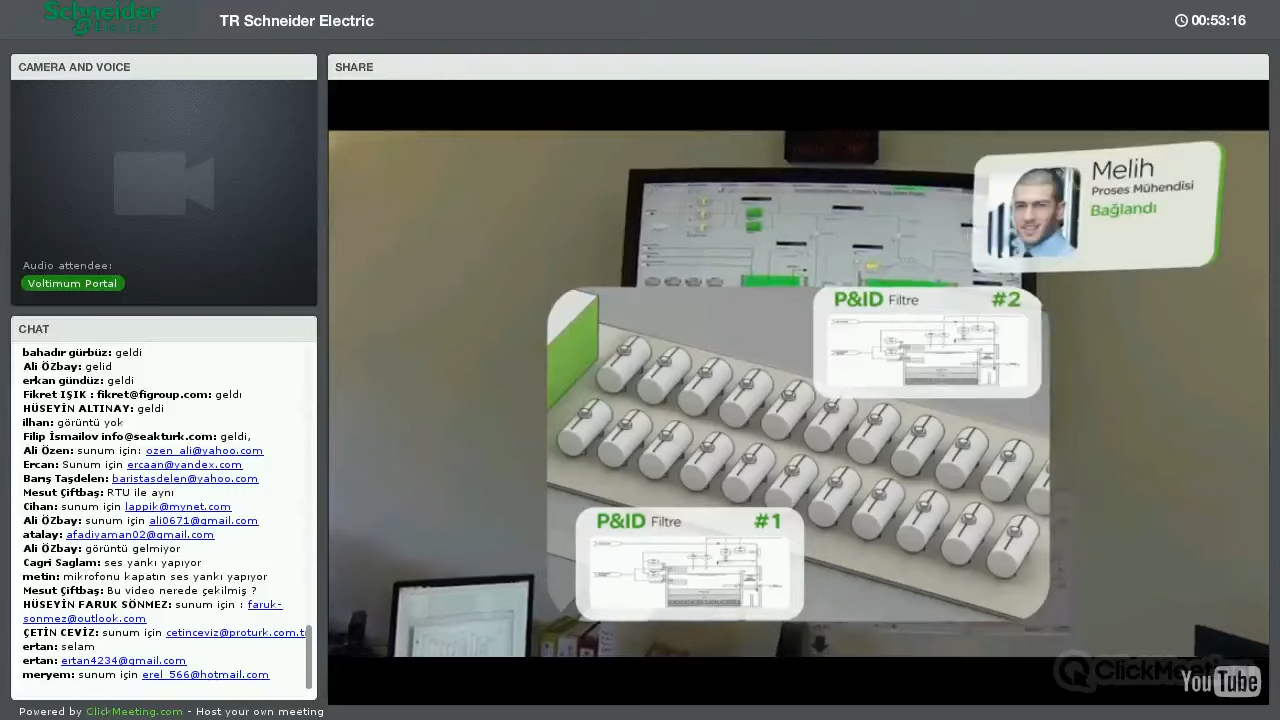 Schneider
Electric
TR Schneider Electric
00:53:16
CAMERA AND VOICE
Audio attendee:
Voltimum Portal
CHAT
bahadır gürbüz: geldi
Ali ÖZbay: gelid
erkan gündüz: geldi
Fikret IŞIK : fikret@figroup.com: geldı
HÜSEYİN ALTINAY: geldi
ilhan: görüntü yok
Filip İsmailov info@seakturk.com: geldi,
Ali Özen: sunum için: ozen_ali@yahoo.com
Ercan: Sunum için ercaan@yandex.com
Barış Taşdelen: baristasdelen@yahoo.com
Mesut Çiftbaş: RTU ile aynı
Cihan: sunum için lappik@mynet.com
Ali ÖZbay: sunum için ali0671@gmail.com
atalay: afadiyaman02@gmail.com
Ali ÖZbay: görüntü gelmiyor
Cagri Saglam: ses yankı yapıyor
metin: mikrofonu kapatın ses yankı yapıyor
Mesut Çiftbaş: Bu video nerede çekilmiş ?
HÜSEYİN FARUK SÖNMEZ: sunum için : faruk-
sonmez@outlook.com
ÇETİN CEVİZ: sunum için cetinceviz@proturk.com.t
ertan: selam
ertan: ertan4234@gmail.com
meryem: sunum için erel_566@hotmail.com
Powered by ClickMeeting.com - Host your own meeting
SHARE
Melih
Proses Mühendisi
Bağlandı
P&ID Filtre #2
P&ID Filtre #1
ClickMeeting
YouTube